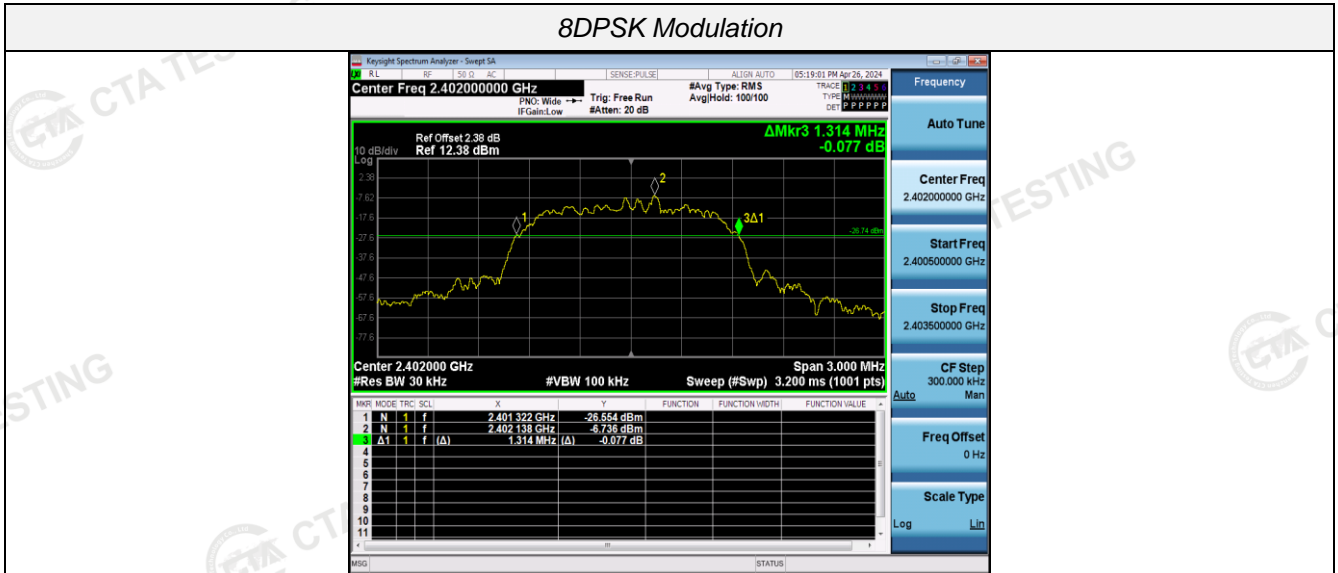 8DPSK Modulation
Keysight Spectrum Analyzer - Swept SA
RL RF 50 Ω AC SENSE:PULSE ALIGN AUTO 05:19:01 PM Apr 26, 2024
Center Freq 2.402000000 GHz
PNO: Wide
IFGain:Low
Trig: Free Run
#Atten: 20 dB
#Avg Type: RMS
Avg|Hold: 100/100
TRACE 1 2 3 4 5 6
TYPE M WWWWW
DET P P P P P P
Ref Offset 2.38 dB
10 dB/div Ref 12.38 dBm
Log
ΔMkr3 1.314 MHz
-0.077 dB
2.38
-7.62
-17.6
-27.6
-37.6
-47.6
-57.6
-67.6
-77.6
1
2
3Δ1
-26.74 dBm
Center 2.402000 GHz Span 3.000 MHz
#Res BW 30 kHz #VBW 100 kHz Sweep (#Swp) 3.200 ms (1001 pts)
MKR MODE TRC SCL X Y FUNCTION FUNCTION WIDTH FUNCTION VALUE
1 N 1 f 2.401 322 GHz -26.554 dBm
2 N 1 f 2.402 138 GHz -6.736 dBm
3 Δ1 1 f (Δ) 1.314 MHz (Δ) -0.077 dB
4
5
6
7
8
9
10
11
MSG STATUS
Frequency
Auto Tune
Center Freq
2.402000000 GHz
Start Freq
2.400500000 GHz
Stop Freq
2.403500000 GHz
CF Step
300.000 kHz
Auto Man
Freq Offset
0 Hz
Scale Type
Log Lin
CTA TESTING
CTA
TESTING
ESTING
CTA
CTA
C